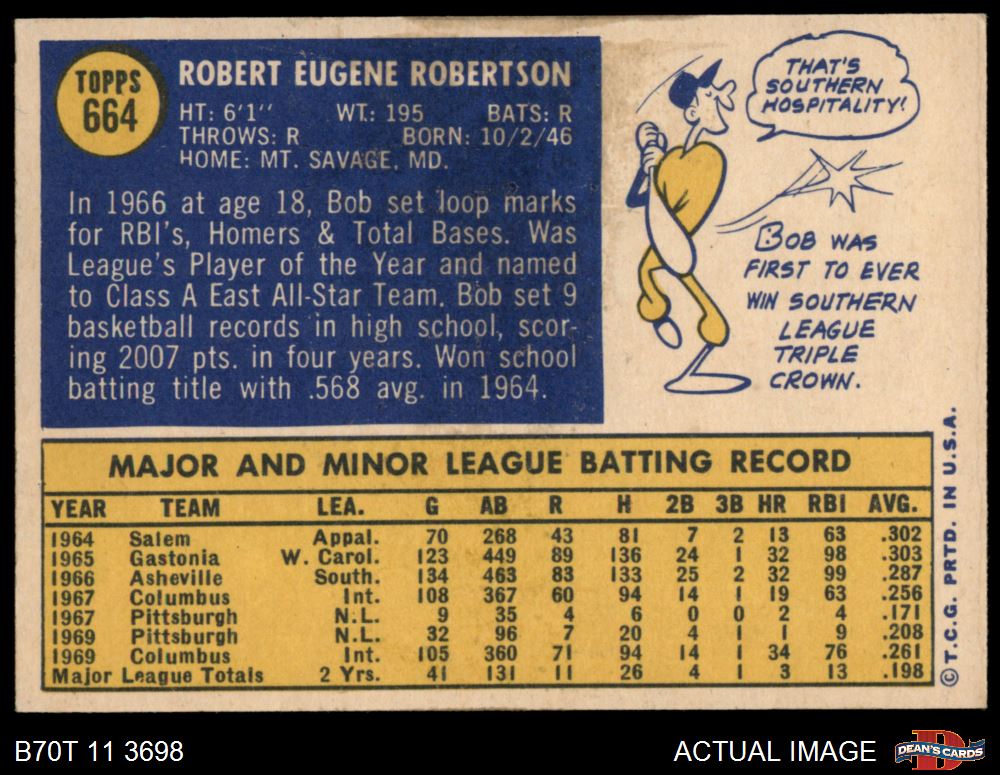 TOPPS
664
ROBERT EUGENE ROBERTSON
HT: 6'1'' WT.: 195 BATS: R
THROWS: R BORN: 10/2/46
HOME: MT. SAVAGE, MD.
In 1966 at age 18, Bob set loop marks
for RBI's, Homers & Total Bases. Was
League's Player of the Year and named
to Class A East All-Star Team. Bob set 9
basketball records in high school, scor-
ing 2007 pts. in four years. Won school
batting title with .568 avg. in 1964.
THAT'S
SOUTHERN
HOSPITALITY!
BOB WAS
FIRST TO EVER
WIN SOUTHERN
LEAGUE
TRIPLE
CROWN.
MAJOR AND MINOR LEAGUE BATTING RECORD
YEAR TEAM LEA. G AB R H 2B 3B HR RBI AVG.
1964 Salem Appal. 70 268 43 81 7 2 13 63 .302
1965 Gastonia W. Carol. 123 449 89 136 24 1 32 98 .303
1966 Asheville South. 134 463 83 133 25 2 32 99 .287
1967 Columbus Int. 108 367 60 94 14 1 19 63 .256
1967 Pittsburgh N.L. 9 35 4 6 0 0 2 4 .171
1969 Pittsburgh N.L. 32 96 7 20 4 1 1 9 .208
1969 Columbus Int. 105 360 71 94 14 1 34 76 .261
Major League Totals 2 Yrs. 41 131 11 26 4 1 3 13 .198
© T.C.G. PRTD. IN U.S.A.
B70T 11 3698
ACTUAL IMAGE
DEAN'S CARDS